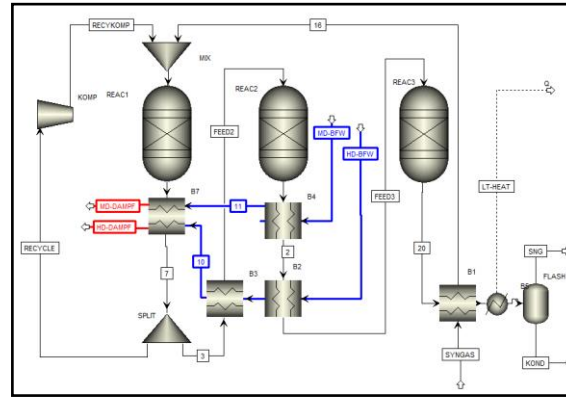 RECYKOMP
16
MIX
KOMP
REAC1
REAC2
REAC3
Q
FEED2
MD-BFW
HD-BFW
LT-HEAT
FEED3
B7
B4
MD-DAMPF
11
HD-DAMPF
RECYCLE
2
20
SNG
10
B3
B2
B1
FLASH
7
SPLIT
3
SYNGAS
KOND